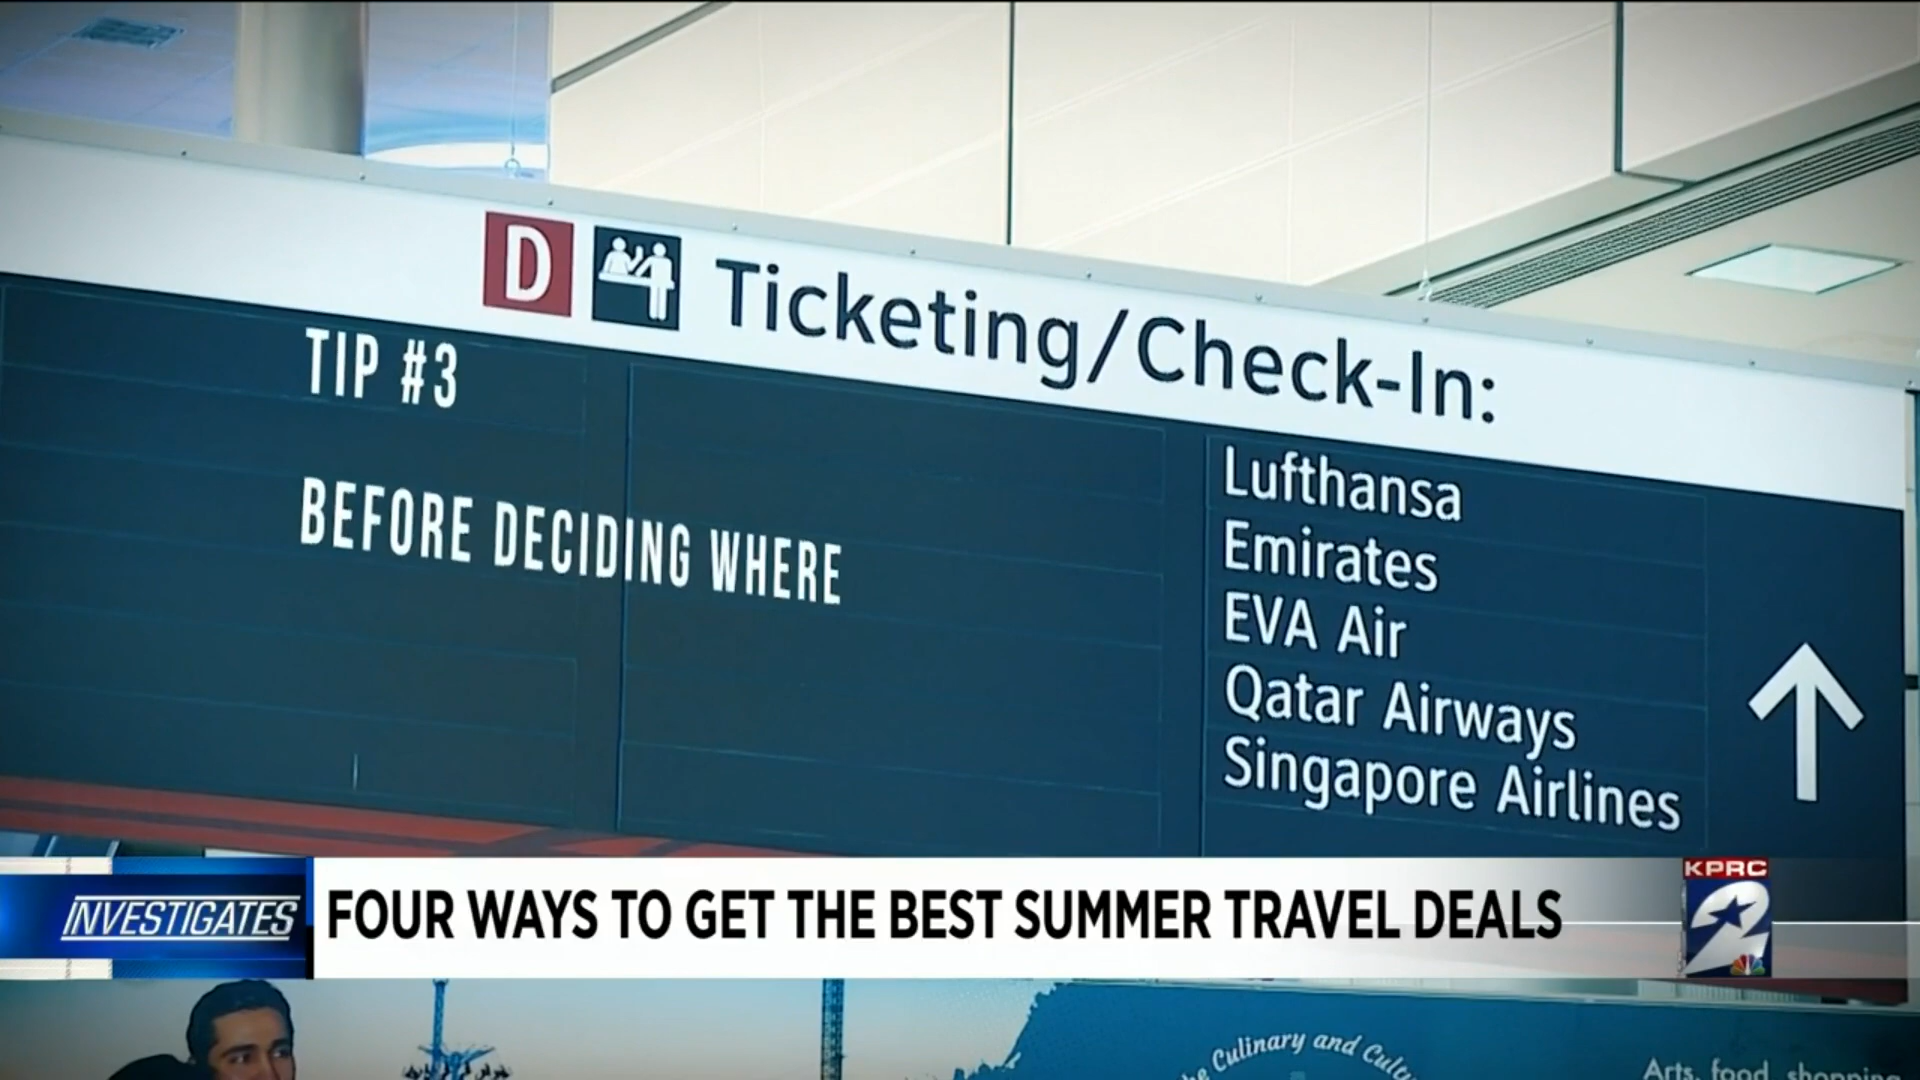 D Ticketing/Check-In:
TIP #3
BEFORE DECIDING WHERE
Lufthansa
Emirates
EVA Air
Qatar Airways
Singapore Airlines
INVESTIGATES
FOUR WAYS TO GET THE BEST SUMMER TRAVEL DEALS
KPRC
2
Culinary and
Arts, food, shopping